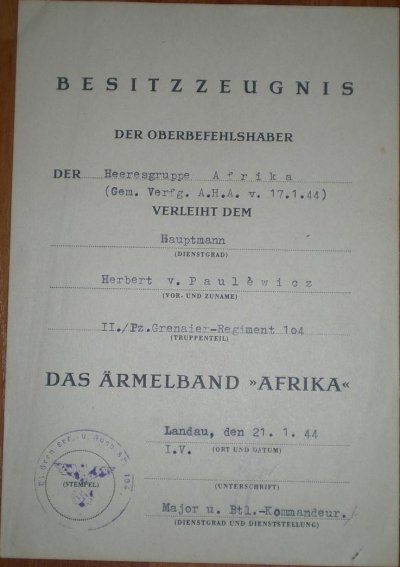 BESITZZEUGNIS
DER OBERBEFEHLSHABER
DER Heeresgruppe Afrika
(Gem. Verfg. A.H.A. v. 17.1.44)
VERLEIHT DEM
Hauptmann
(DIENSTGRAD)
Herbert v. Paulèwicz
(VOR- UND ZUNAME)
II./Pz.Grenaier-Regiment 104
(TRUPPENTEIL)
DAS ÄRMELBAND »AFRIKA«
Landau, den 21. 1. 44
I.V. (ORT UND DATUM)
(STEMPEL)
(UNTERSCHRIFT)
Major u. Btl.-Kommandeur.
(DIENSTGRAD UND DIENSTSTELLUNG)